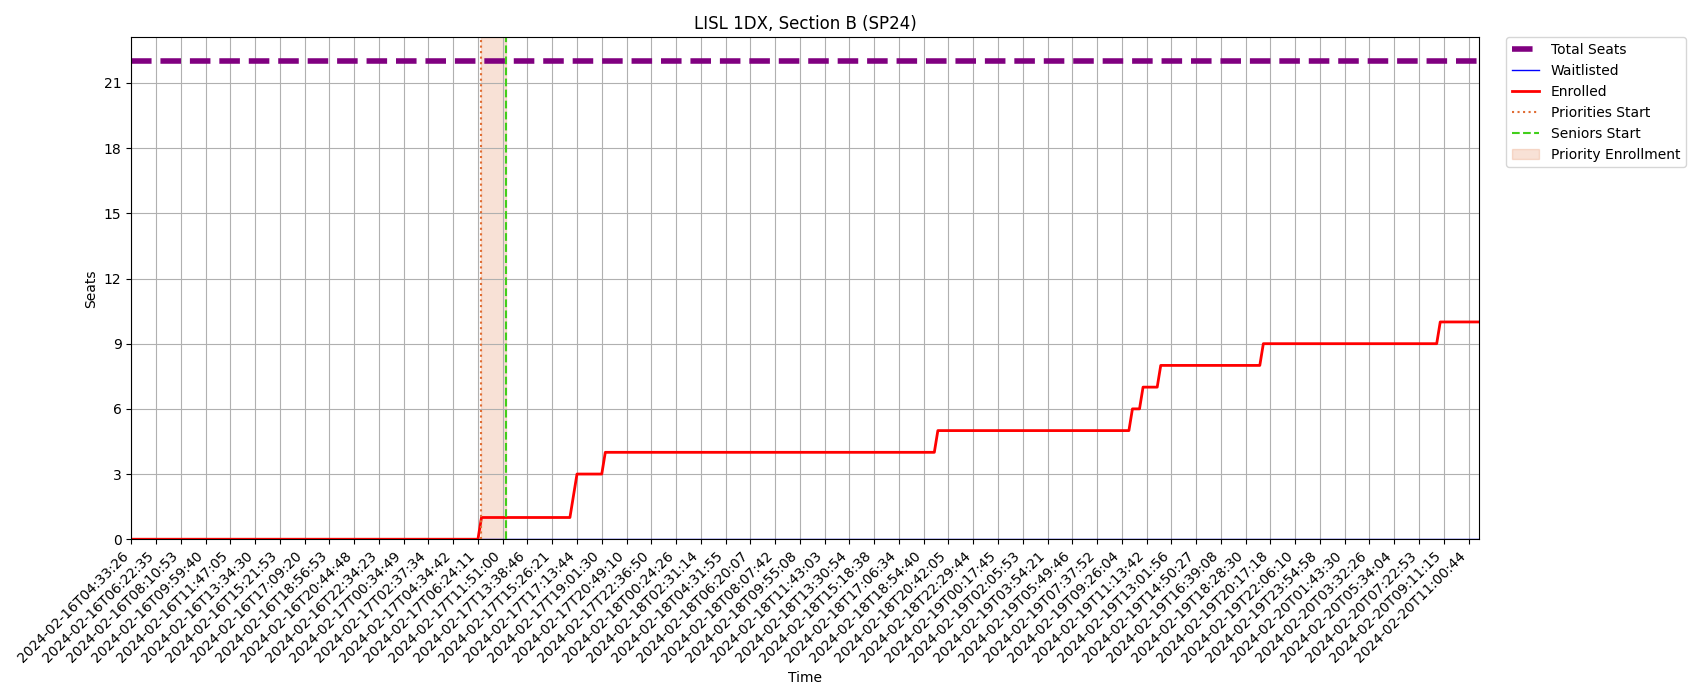 LISL 1DX, Section B (SP24)
Total Seats
Waitlisted
Enrolled
Priorities Start
Seniors Start
Priority Enrollment
Seats
21
18
15
12
9
6
3
0
2024-02-16T04:33:26
2024-02-16T06:22:35
2024-02-16T08:10:53
2024-02-16T09:59:40
2024-02-16T11:47:05
2024-02-16T13:34:30
2024-02-16T15:21:53
2024-02-16T17:09:20
2024-02-16T18:56:53
2024-02-16T20:44:48
2024-02-16T22:34:23
2024-02-17T00:34:49
2024-02-17T02:37:34
2024-02-17T04:34:42
2024-02-17T06:24:11
2024-02-17T11:51:00
2024-02-17T13:38:46
2024-02-17T15:26:21
2024-02-17T17:13:44
2024-02-17T19:01:30
2024-02-17T20:49:10
2024-02-17T22:36:50
2024-02-18T00:24:26
2024-02-18T02:31:14
2024-02-18T04:31:55
2024-02-18T06:20:07
2024-02-18T08:07:42
2024-02-18T09:55:08
2024-02-18T11:43:03
2024-02-18T13:30:54
2024-02-18T15:18:38
2024-02-18T17:06:34
2024-02-18T18:54:40
2024-02-18T20:42:05
2024-02-18T22:29:44
2024-02-19T00:17:45
2024-02-19T02:05:53
2024-02-19T03:54:21
2024-02-19T05:49:46
2024-02-19T07:37:52
2024-02-19T09:26:04
2024-02-19T11:13:42
2024-02-19T13:01:56
2024-02-19T14:50:27
2024-02-19T16:39:08
2024-02-19T18:28:30
2024-02-19T20:17:18
2024-02-19T22:06:10
2024-02-19T23:54:58
2024-02-20T01:43:30
2024-02-20T03:32:26
2024-02-20T05:34:04
2024-02-20T07:22:53
2024-02-20T09:11:15
2024-02-20T11:00:44
Time